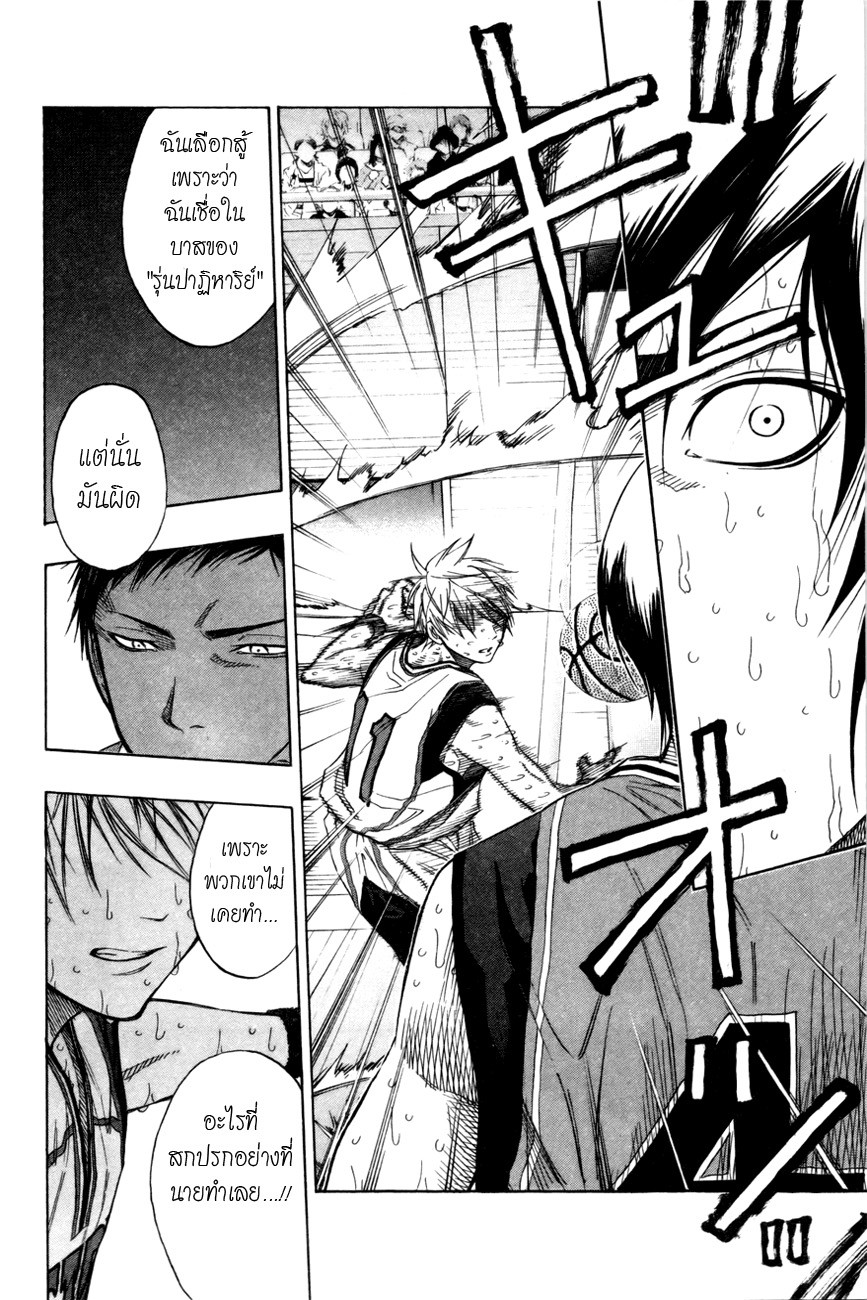 ギュオッ
ฉันเลือกสู้
เพราะว่า
ฉันเชื่อใน
บาสของ
"รุ่นปาฏิหาริย์"
แต่นั่น
มันผิด
เพราะ
พวกเขาไม่
เคยทำ...
อะไรที่
สกปรกอย่างที่
นายทำเลย...!!